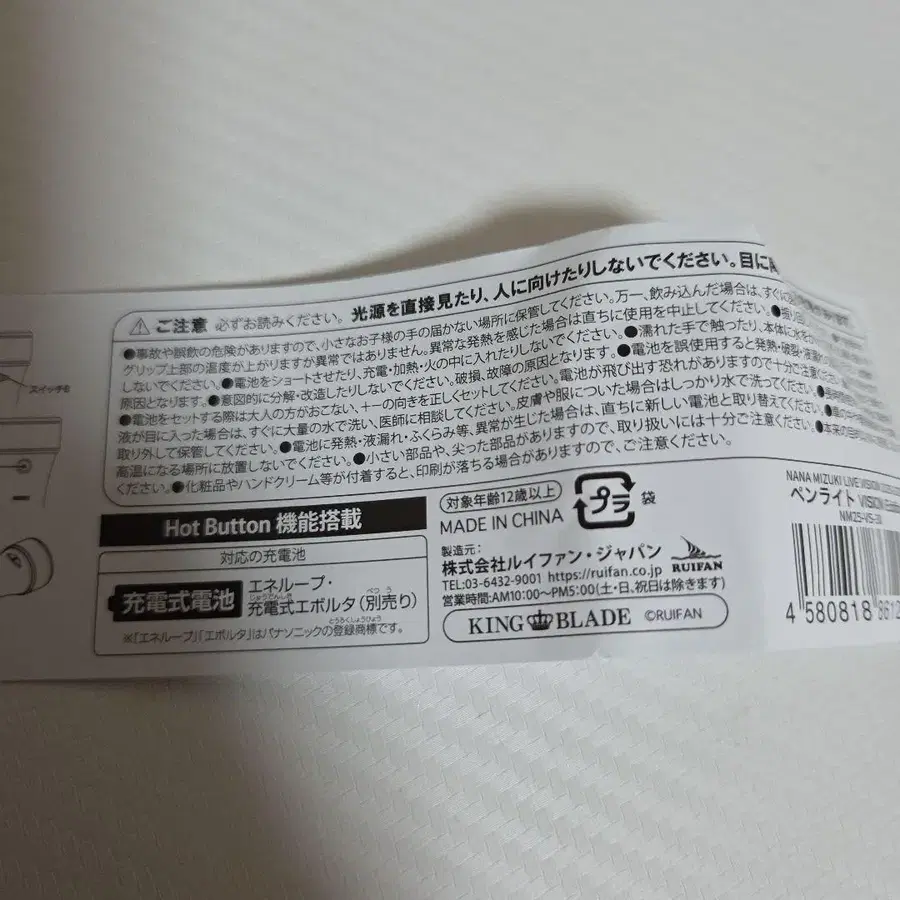 スイッチB
⚠ ご注意 必ずお読みください。 光源を直接見たり、人に向けたりしないでください。目に
●事故や誤飲の危険がありますので、小さなお子様の手の届かない場所に保管してください。万一、飲み込んだ場合は、すぐに
グリップ上部の温度が上がりますが異常ではありません。異常な発熱を感じた場合は直ちに使用を中止してください。●
しないでください。●電池をショートさせたり、充電・加熱・火の中に入れたりしないでください。●濡れた手で触ったり、本体に水を
原因となります。●意図的に分解・改造したりしないでください。破損、故障の原因となります。●電池を誤使用すると発熱・破裂・液漏
●電池をセットする際は大人の方がおこない、+−の向きを正しくセットしてください。電池が飛び出す恐れがありますので十分ご注意
液が目に入った場合は、すぐに大量の水で洗い、医師に相談してください。皮膚や服についた場合はしっかり水で洗ってください。
取り外して保管してください。●電池に発熱・液漏れ・ふくらみ等、異常が生じた場合は、直ちに新しい電池と取り替えてください。
高温になる場所に放置しないでください。●小さい部品や、尖った部品がありますので、取り扱いには十分ご注意ください。●本来の
ください。●化粧品やハンドクリーム等が付着すると、印刷が落ちる場合がありますので、ご注意ください。
Hot Button 機能搭載
対応の充電池
充電式電池
エネループ・
充電式エボルタ(別売り)
じゅうでんしき べつ う
とうろくしょうひょう
※「エネループ」「エボルタ」はパナソニックの登録商標です。
対象年齢12歳以上
MADE IN CHINA
プラ 袋
製造元:
株式会社ルイファン・ジャパン
RUIFAN
TEL:03-6432-9001 https://ruifan.co.jp
営業時間:AM10:00〜PM5:00(土・日、祝日は除きます)
KING BLADE ©RUIFAN
NANA MIZUKI LIVE VISION
ペンライト VISION
NM25-VS-
4 580818